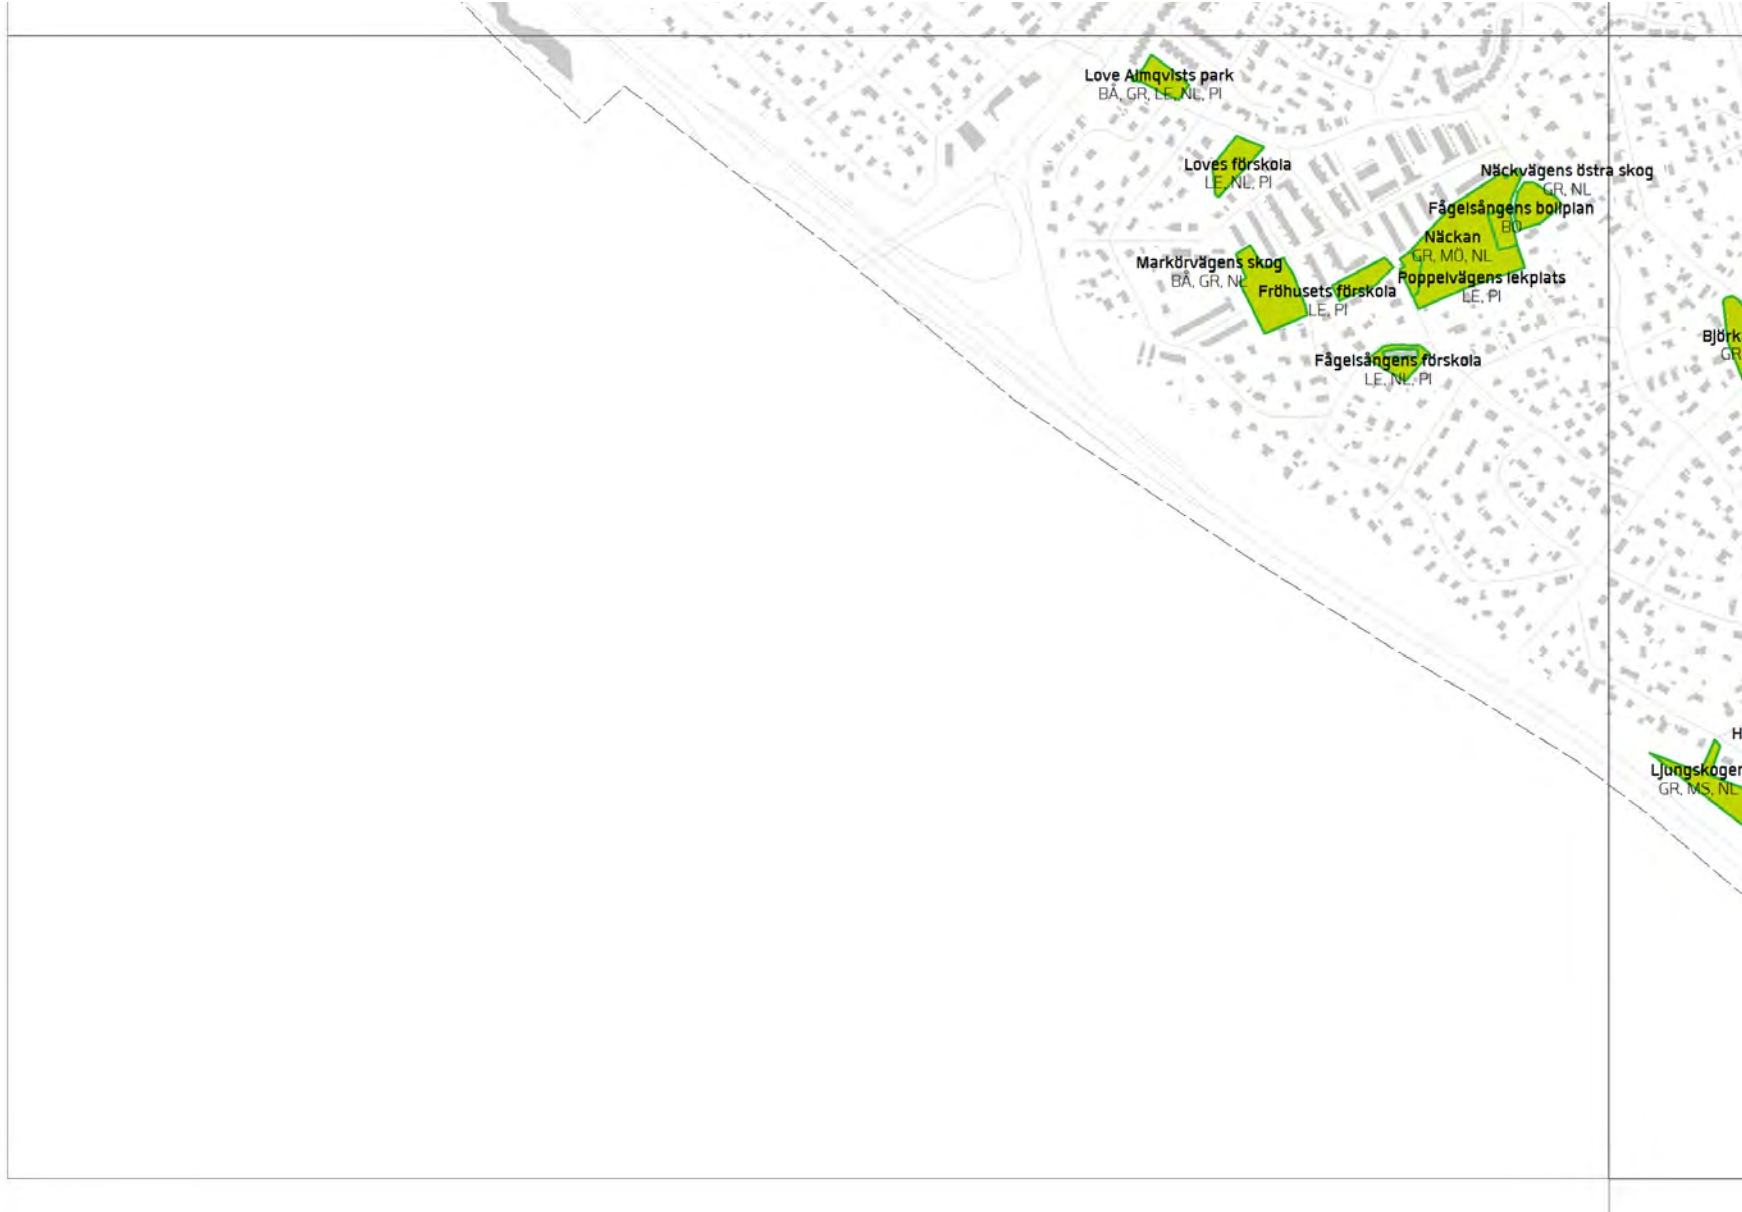 Love Almqvists park
BÅ, GR, LE, NL, PI
Loves förskola
LE, NL, PI
Näckvägens östra skog
GR, NL
Fågelsångens bollplan
BO
Näckan
GR, MÖ, NL
Markörvägens skog
BÅ, GR, NL
Poppelvägens lekplats
LE, PI
Fröhusets förskola
LE, PI
Fågelsångens förskola
LE, NL, PI
Björk
GR
H
Ljungskogen
GR, MS, NL